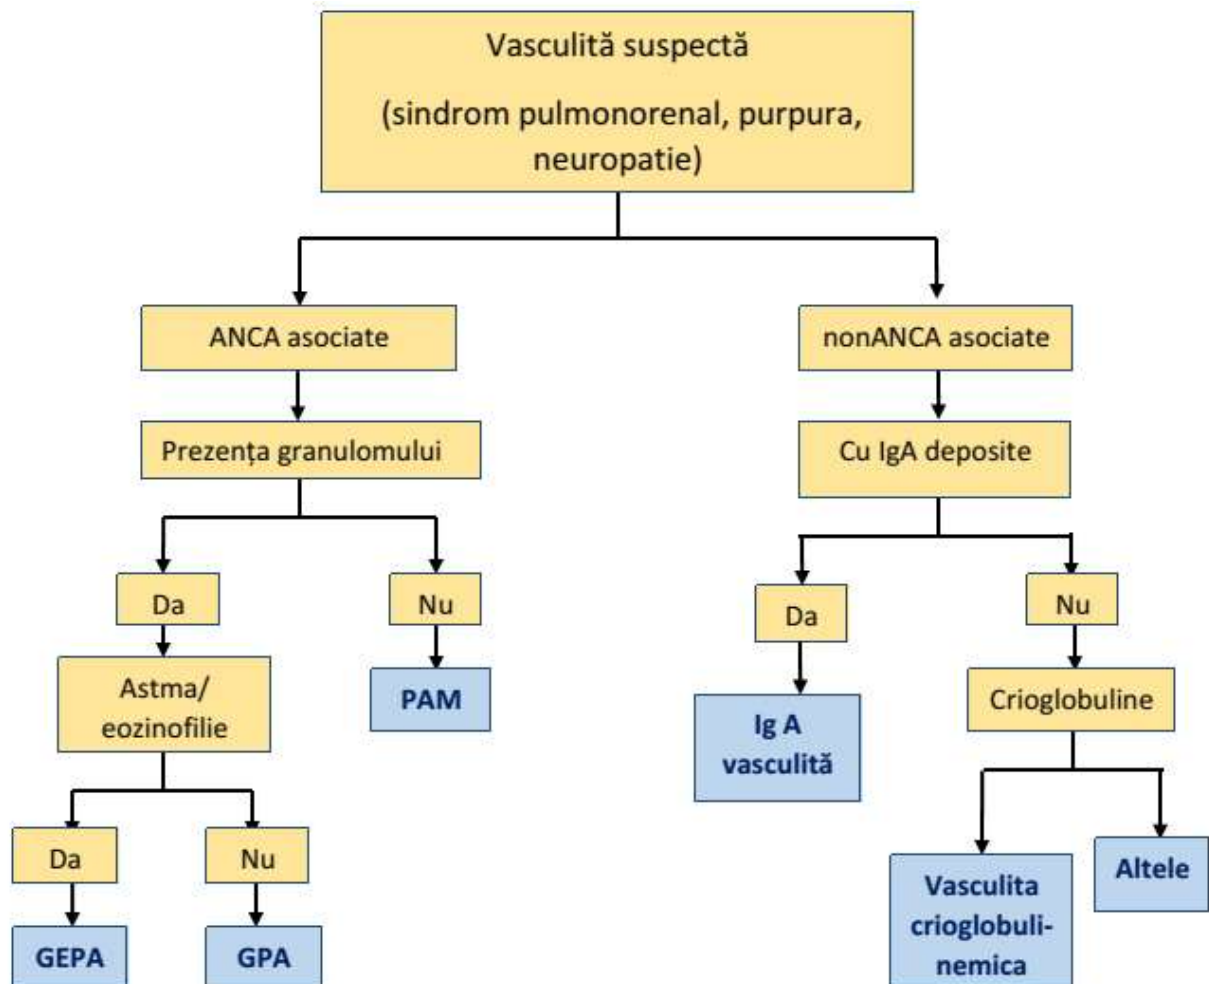 Vasculită suspectă
(sindrom pulmonorenal, purpura,
neuropatie)
ANCA asociate
nonANCA asociate
Prezența granulomului
Cu IgA deposite
Da
Nu
Da
Nu
Astma/
eozinofilie
PAM
Ig A
vasculită
Crioglobuline
Da
Nu
Vasculita
crioglobuli-
nemica
Altele
GEPA
GPA